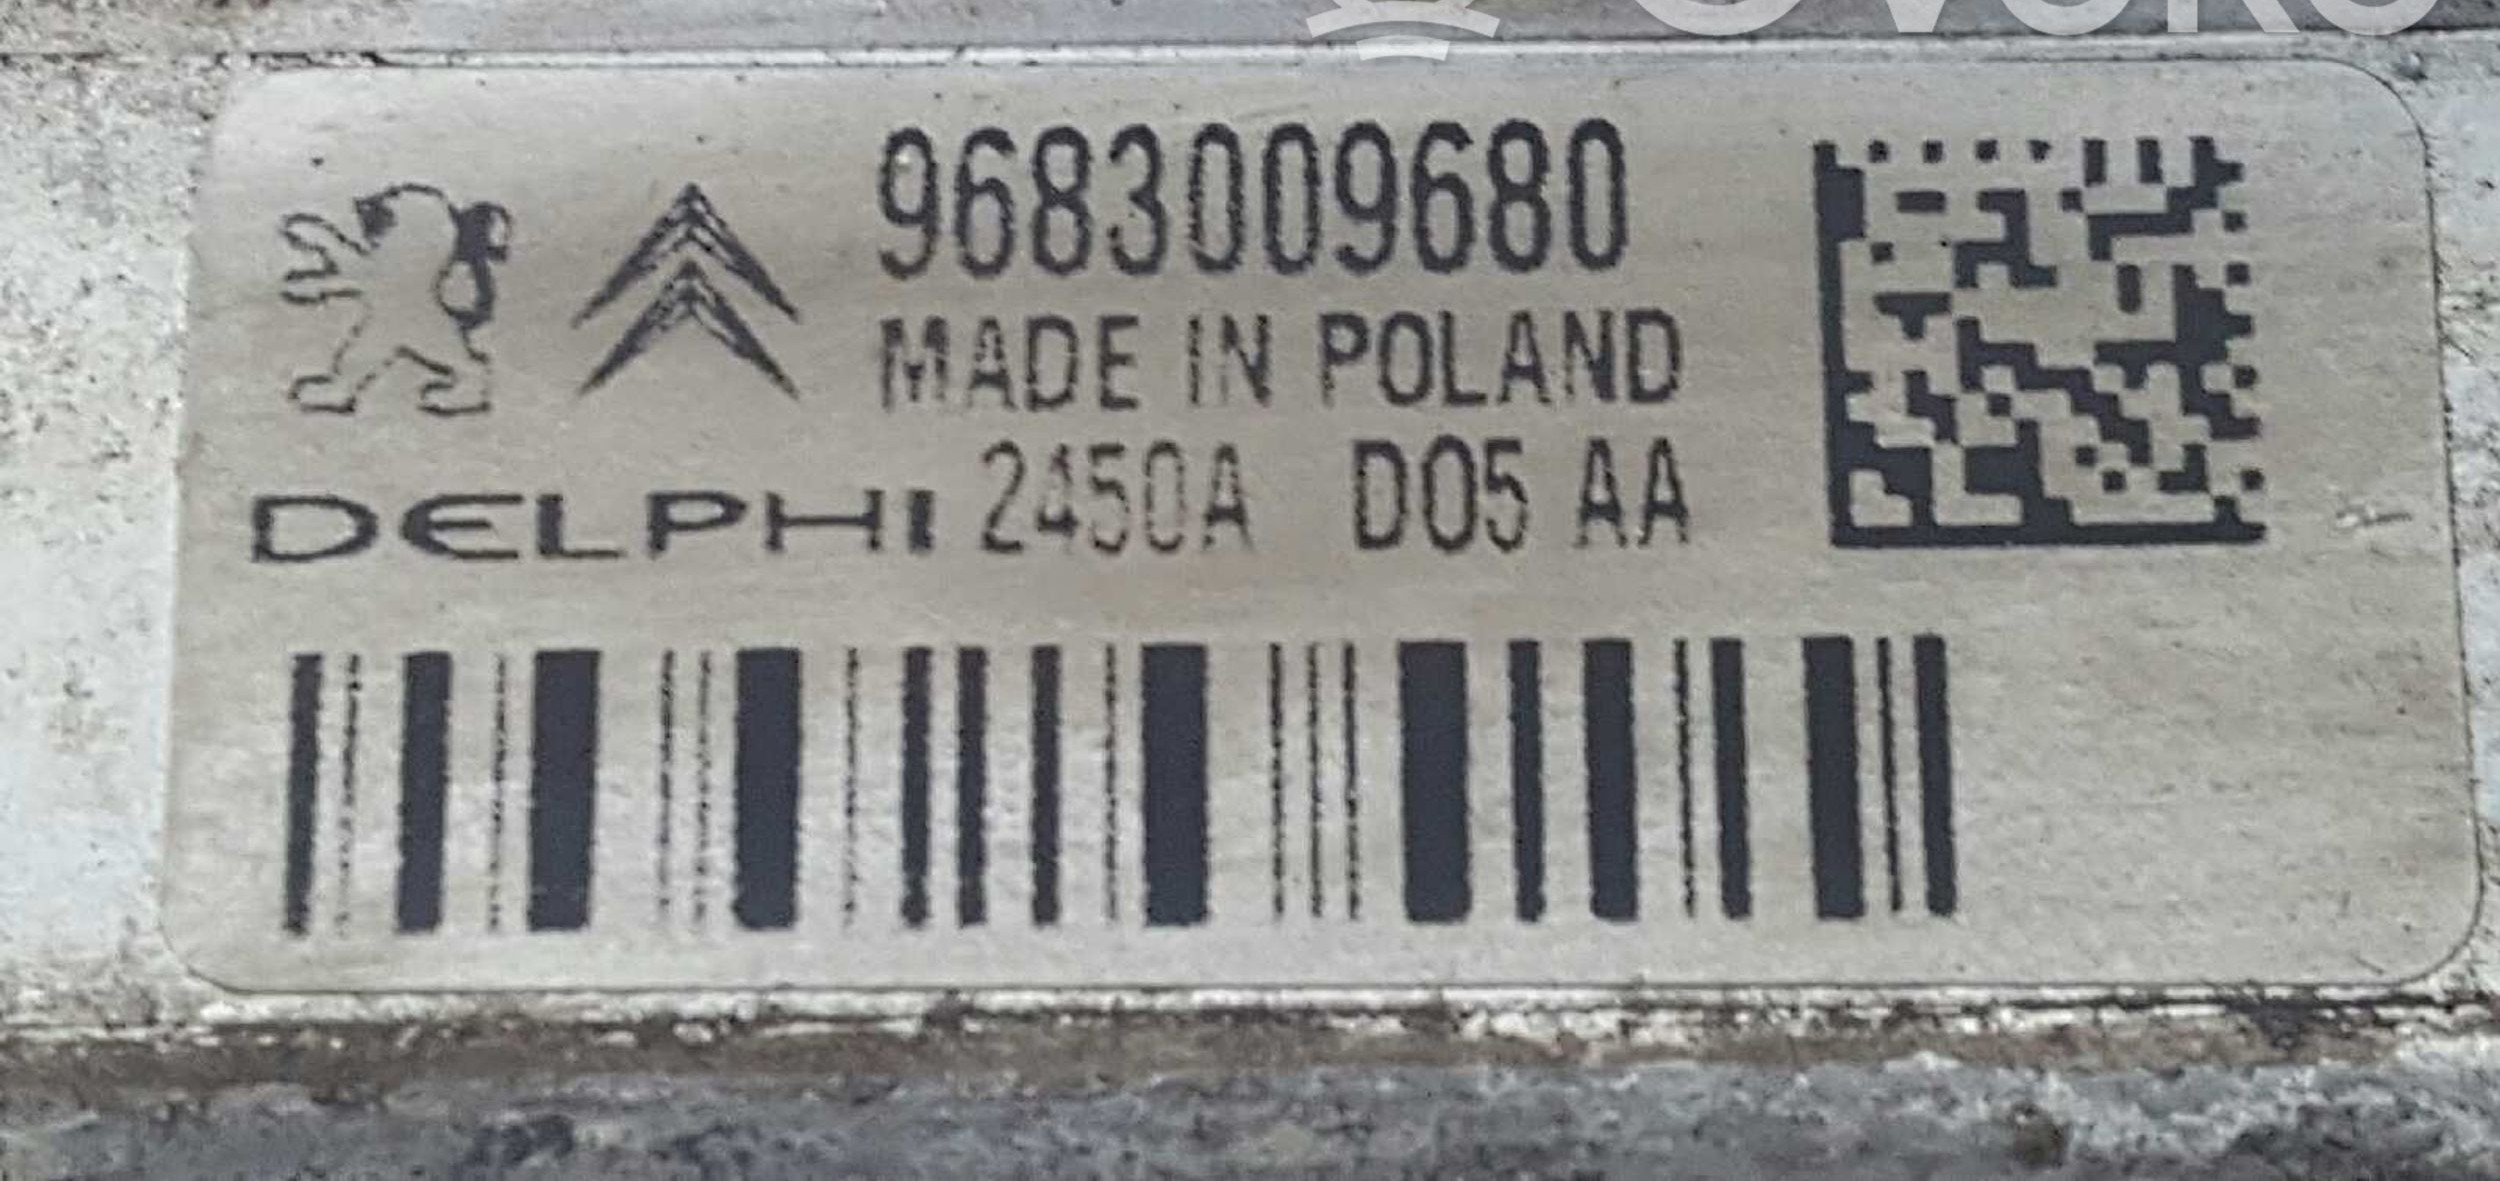 9683009680
MADE IN POLAND
DELPHI 2450A D05 AA